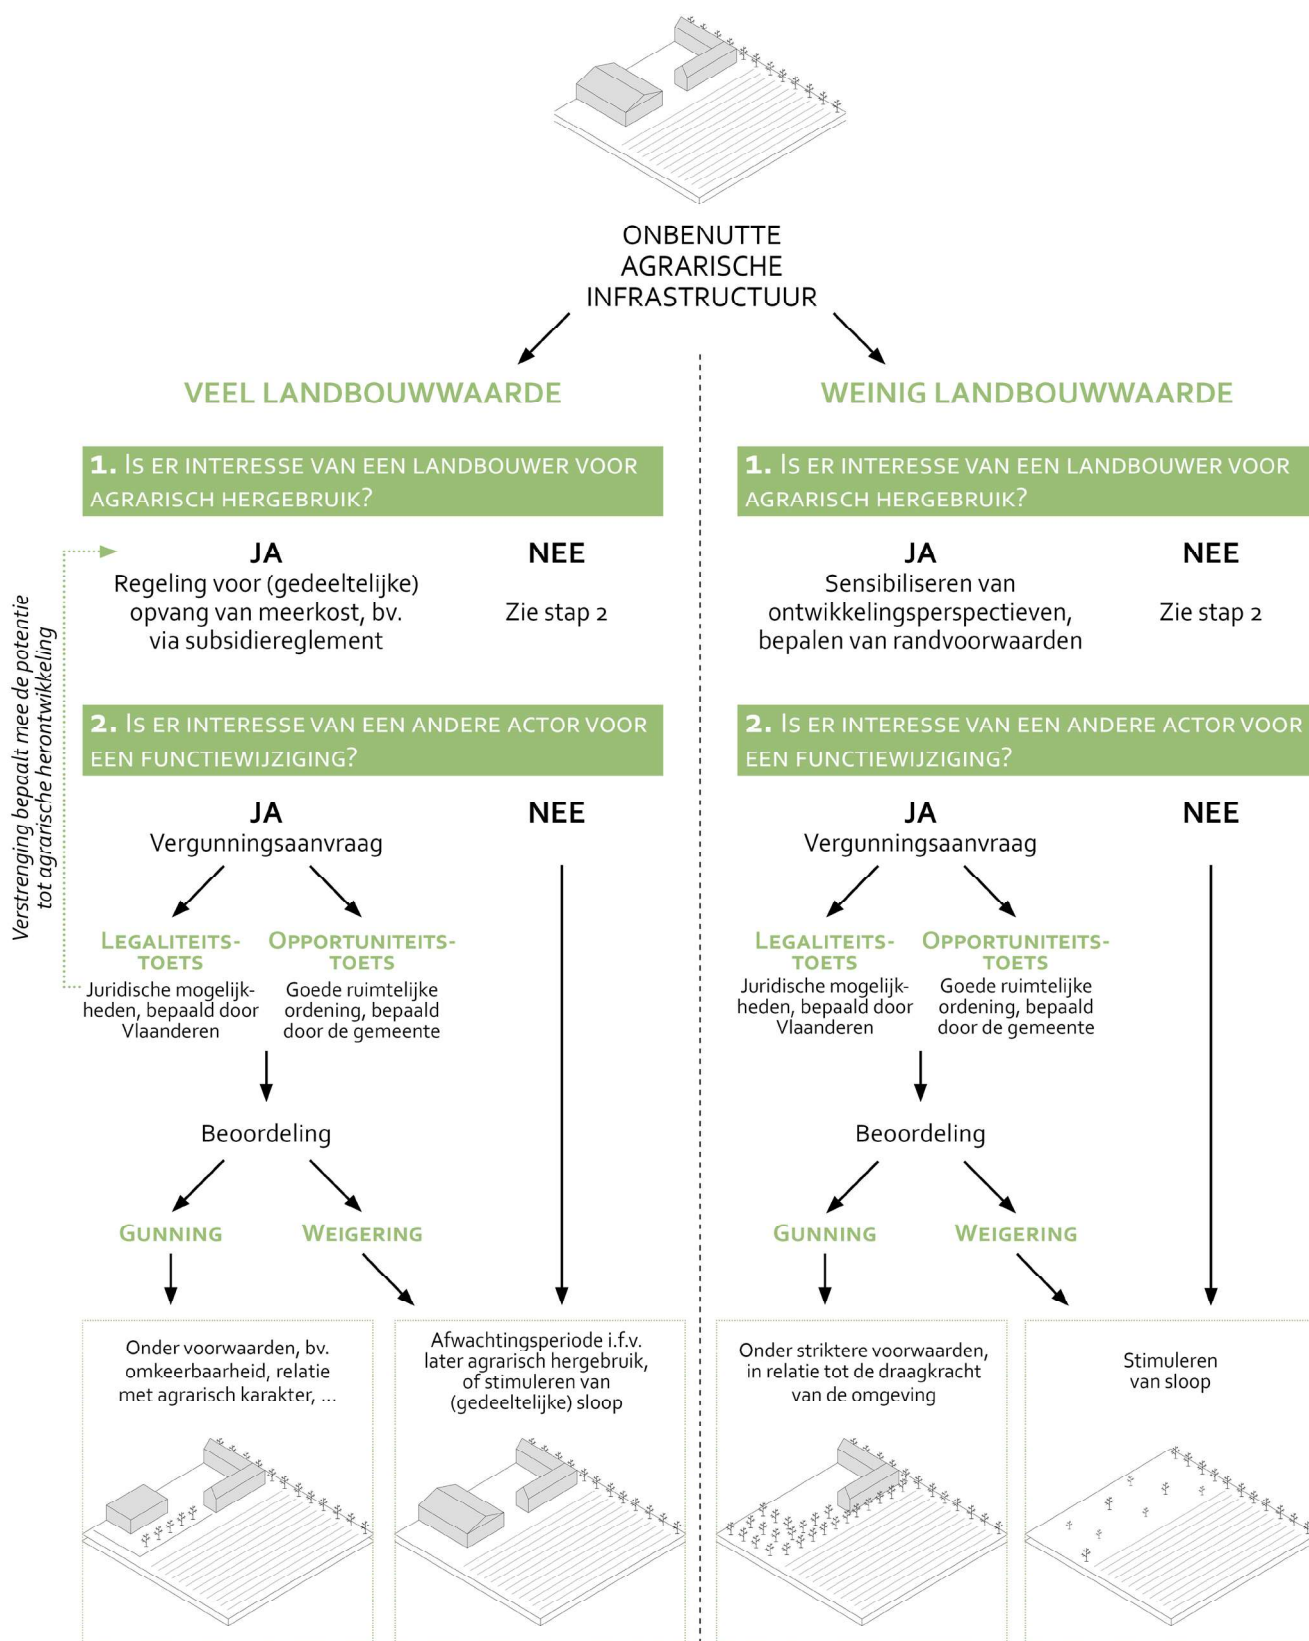 ONBENUTTE
AGRARISCHE
INFRASTRUCTUUR
VEEL LANDBOUWWAARDE
1. IS ER INTERESSE VAN EEN LANDBOUWER VOOR
AGRARISCH HERGEBRUIK?
JA
Regeling voor (gedeeltelijke)
opvang van meerkost, bv.
via subsidiereglement
NEE
Zie stap 2
Verstrenging bepaalt mee de potentie
tot agrarische herontwikkeling
2. IS ER INTERESSE VAN EEN ANDERE ACTOR VOOR
EEN FUNCTIEWIJZIGING?
JA
Vergunningsaanvraag
NEE
LEGALITEITS-
TOETS
Juridische mogelijk-
heden, bepaald door
Vlaanderen
OPPORTUNITEITS-
TOETS
Goede ruimtelijke
ordening, bepaald
door de gemeente
Beoordeling
GUNNING
WEIGERING
Onder voorwaarden, bv.
omkeerbaarheid, relatie
met agrarisch karakter, ...
Afwachtingsperiode i.f.v.
later agrarisch hergebruik,
of stimuleren van
(gedeeltelijke) sloop
WEINIG LANDBOUWWAARDE
1. IS ER INTERESSE VAN EEN LANDBOUWER VOOR
AGRARISCH HERGEBRUIK?
JA
Sensibiliseren van
ontwikkelingsperspectieven,
bepalen van randvoorwaarden
NEE
Zie stap 2
2. IS ER INTERESSE VAN EEN ANDERE ACTOR VOOR
EEN FUNCTIEWIJZIGING?
JA
Vergunningsaanvraag
NEE
LEGALITEITS-
TOETS
Juridische mogelijk-
heden, bepaald door
Vlaanderen
OPPORTUNITEITS-
TOETS
Goede ruimtelijke
ordening, bepaald
door de gemeente
Beoordeling
GUNNING
WEIGERING
Onder striktere voorwaarden,
in relatie tot de draagkracht
van de omgeving
Stimuleren
van sloop